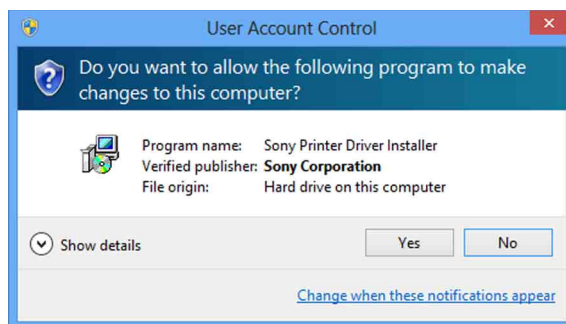 User Account Control
Do you want to allow the following program to make
changes to this computer?
Program name: Sony Printer Driver Installer
Verified publisher: Sony Corporation
File origin: Hard drive on this computer
Show details
Yes
No
Change when these notifications appear